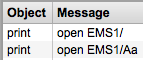 Object Message
print open EMS1/
print open EMS1/Aa